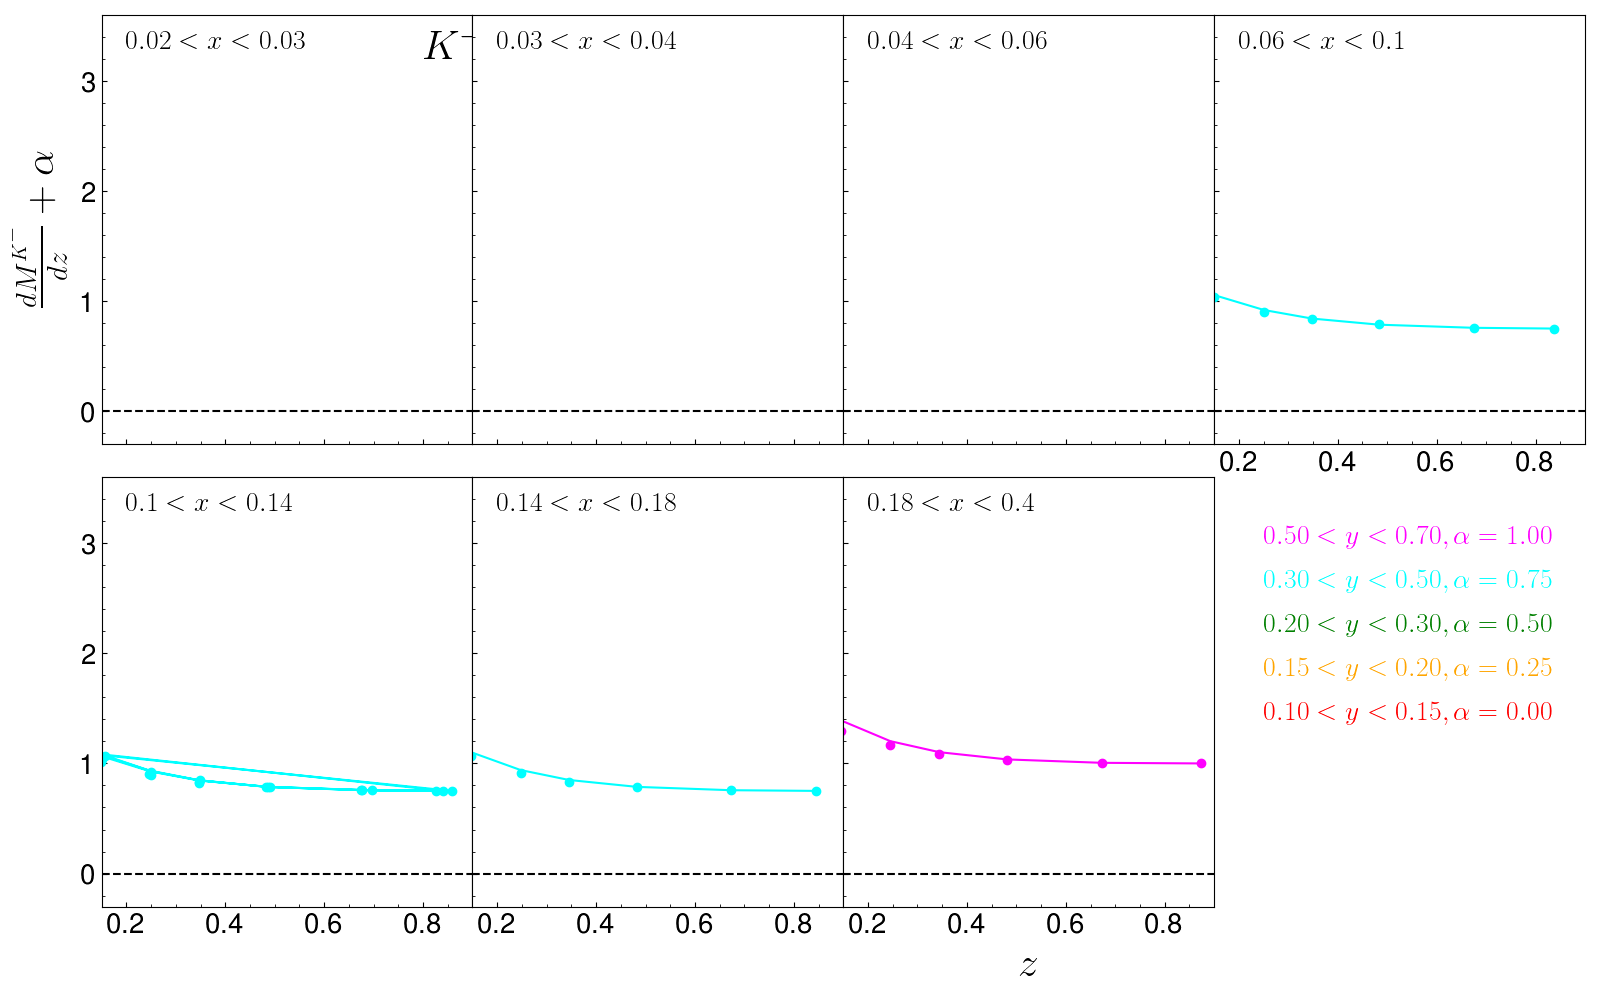 0.02 < x < 0.03
K⁻
0.03 < x < 0.04
0.04 < x < 0.06
0.06 < x < 0.1
3
2
1
0
dM^{K⁻}/dz + α
0.2 0.4 0.6 0.8
0.1 < x < 0.14
0.14 < x < 0.18
0.18 < x < 0.4
3
2
1
0
0.50 < y < 0.70, α = 1.00
0.30 < y < 0.50, α = 0.75
0.20 < y < 0.30, α = 0.50
0.15 < y < 0.20, α = 0.25
0.10 < y < 0.15, α = 0.00
0.2 0.4 0.6 0.8 0.2 0.4 0.6 0.8 0.2 0.4 0.6 0.8
z